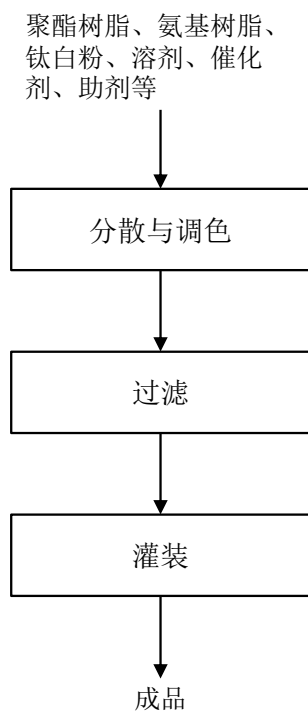 聚酯树脂、氨基树脂、
钛白粉、溶剂、催化
剂、助剂等
分散与调色
过滤
灌装
成品